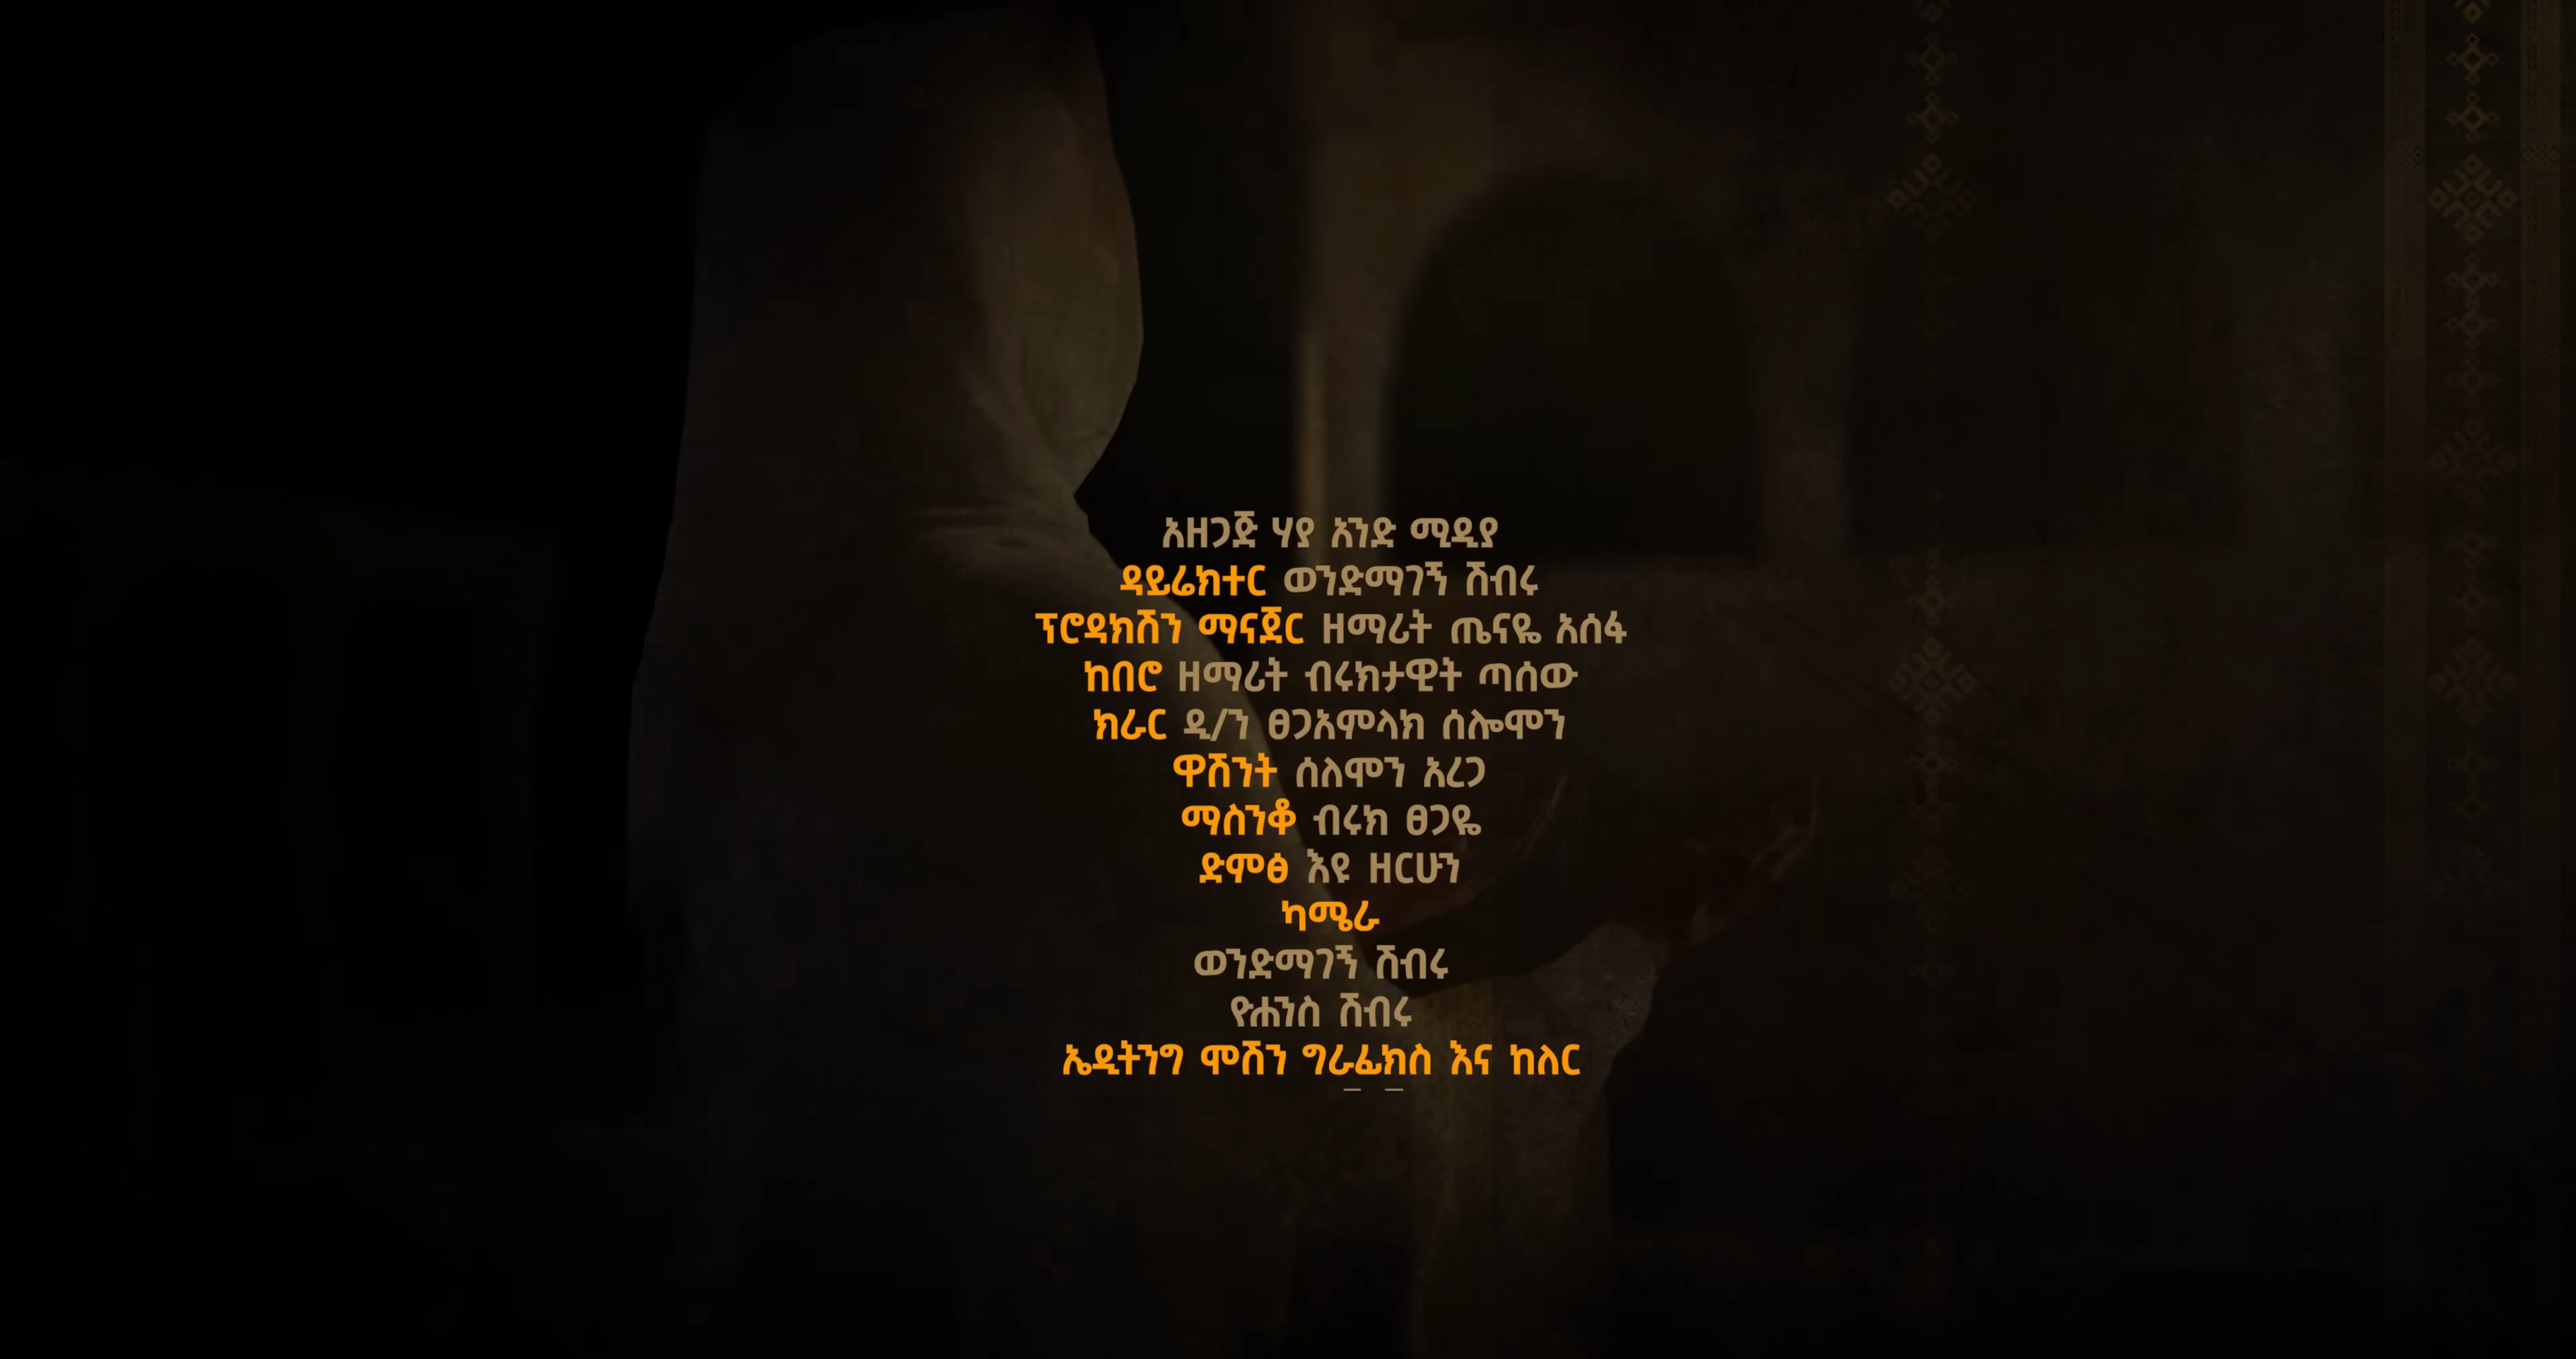 አዘጋጅ ሃያ አንድ ሚዲያ
ዳይሬክተር ወንድማገኝ ሽብሩ
ፕሮዳክሽን ማናጀር ዘማሪት ጤናዬ አሰፋ
ከበሮ ዘማሪት ብሩክታዊት ጣሰው
ክራር ዲ/ን ፀጋአምላክ ሰሎሞን
ዋሽንት ሰለሞን አረጋ
ማስንቆ ብሩክ ፀጋዬ
ድምፅ እዩ ዘርሁን
ካሜራ
ወንድማገኝ ሽብሩ
ዮሐንስ ሽብሩ
ኤዲትንግ ሞሽን ግራፊክስ እና ከለር